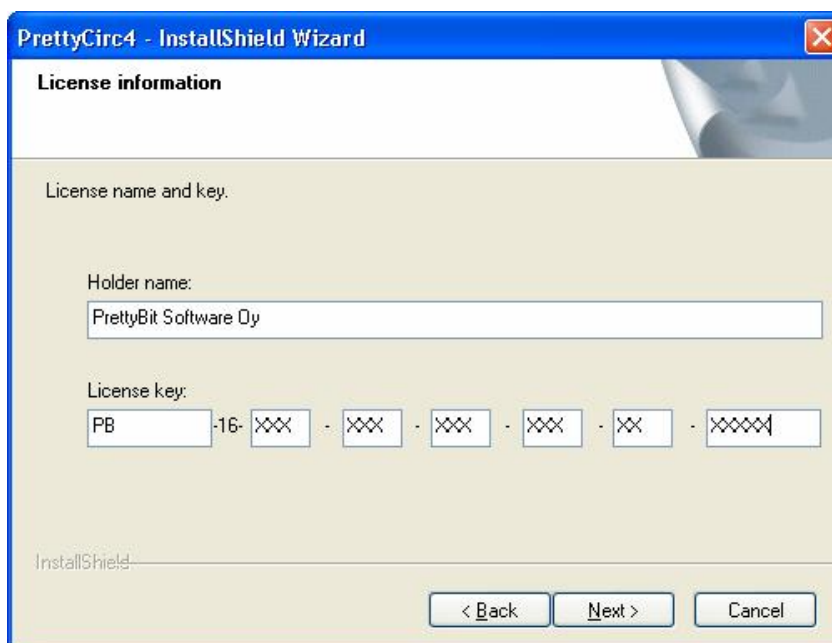 PrettyCirc4 - InstallShield Wizard
License information
License name and key.
Holder name:
PrettyBit Software Oy
License key:
PB -16- XXX - XXX - XXX - XXX - XX - XXXXX
InstallShield
< Back Next > Cancel